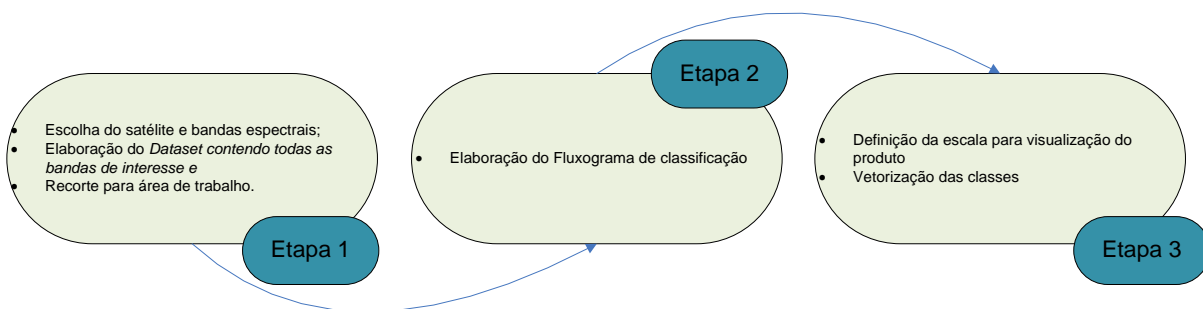 Escolha do satélite e bandas espectrais;
Elaboração do Dataset contendo todas as
bandas de interesse e
Recorte para área de trabalho.
Etapa 1
Etapa 2
Elaboração do Fluxograma de classificação
Definição da escala para visualização do
produto
Vetorização das classes
Etapa 3